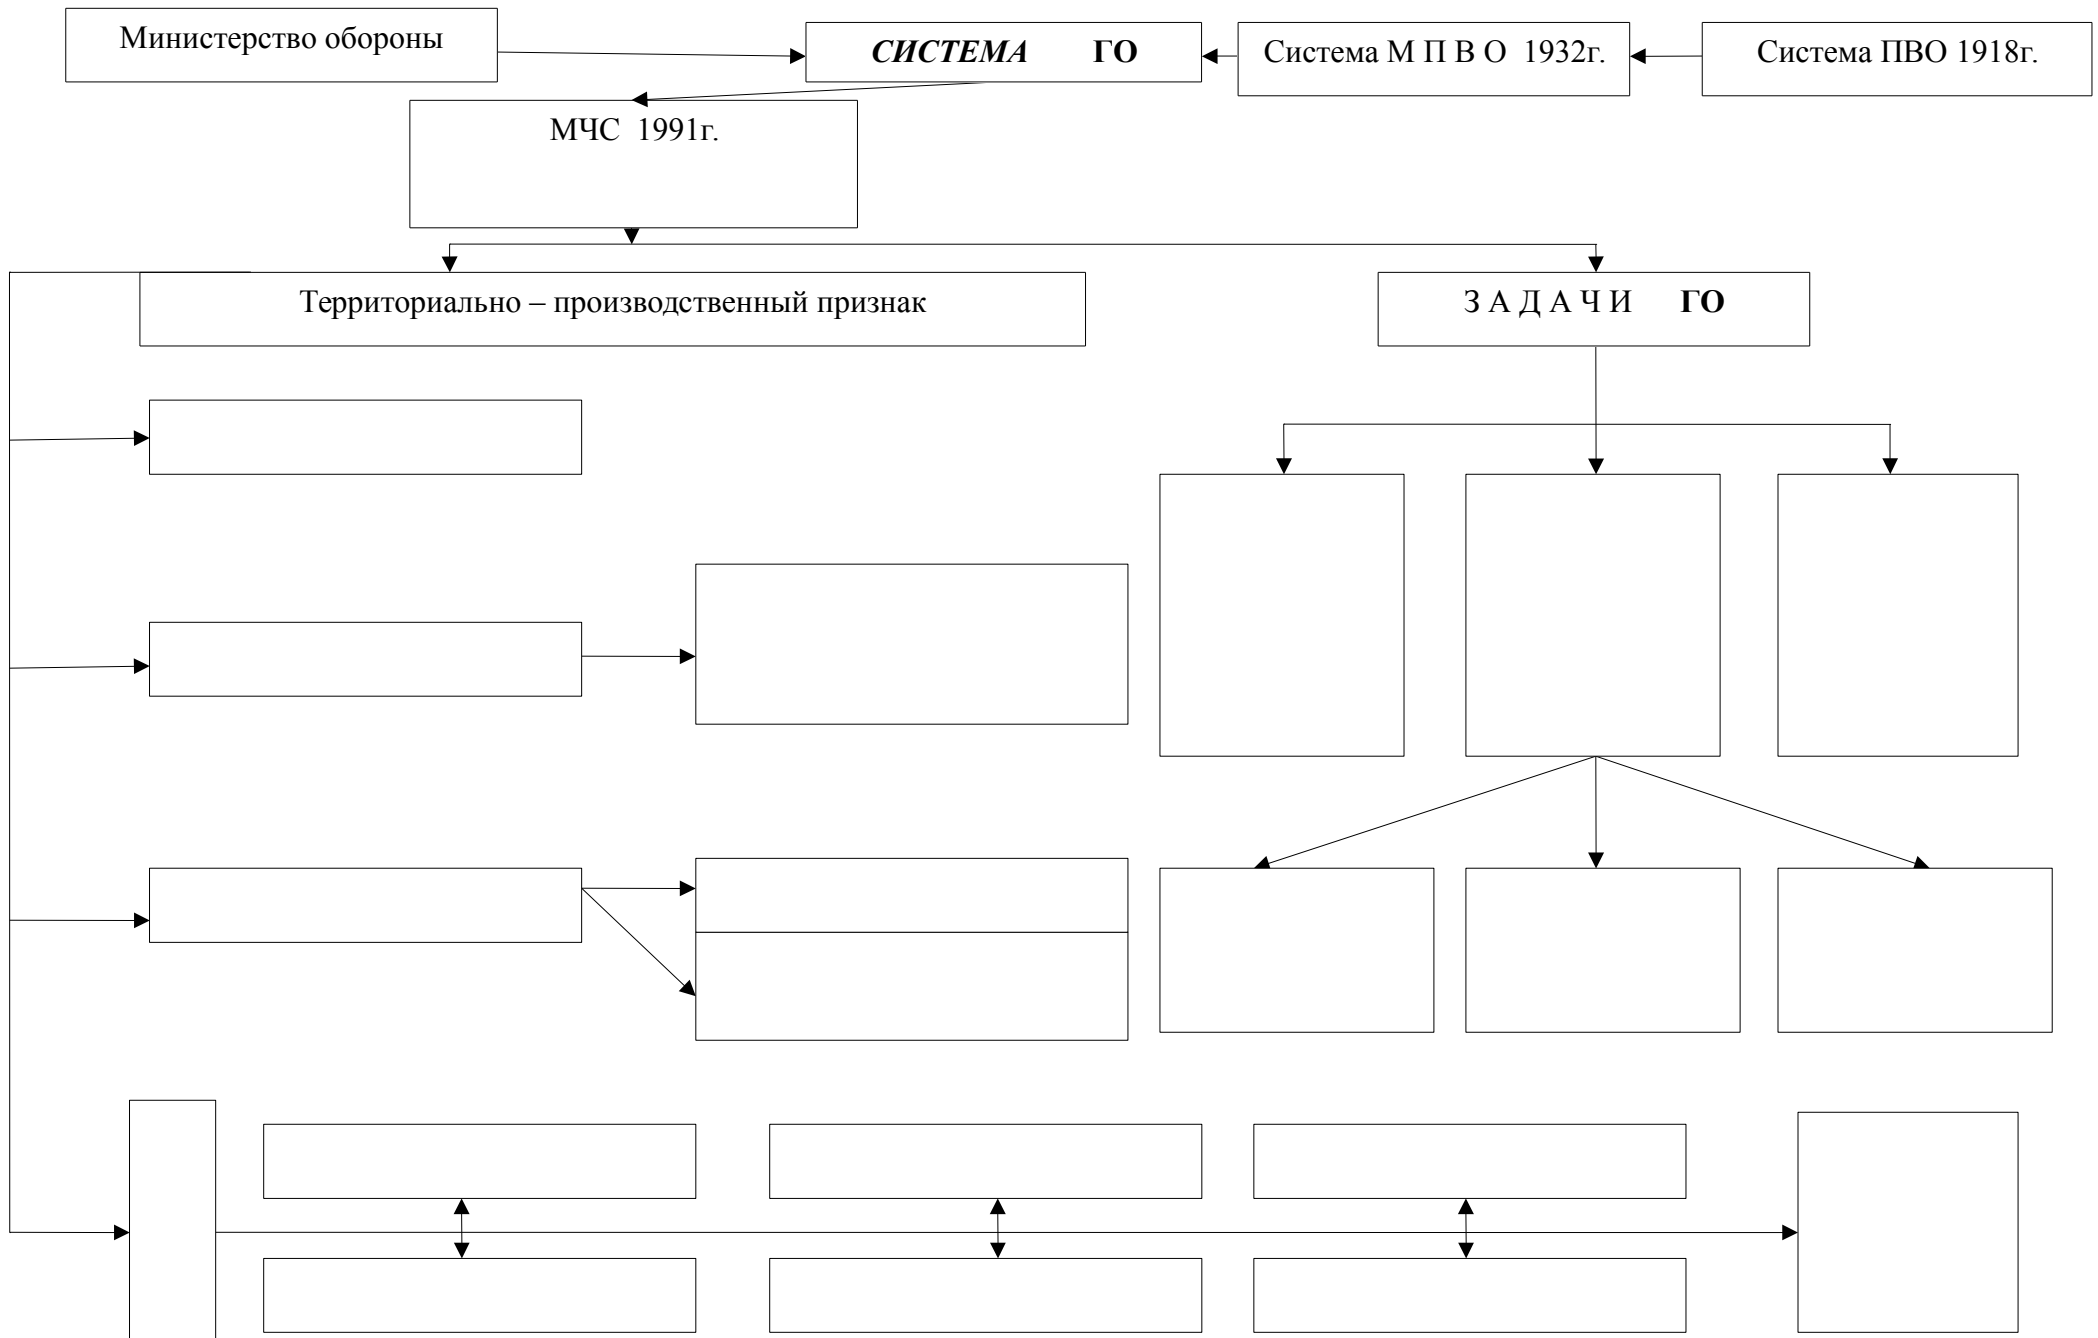 Министерство обороны
СИСТЕМА ГО
Система М П В О 1932г.
Система ПВО 1918г.
МЧС 1991г.
Территориально – производственный признак
З А Д А Ч И ГО